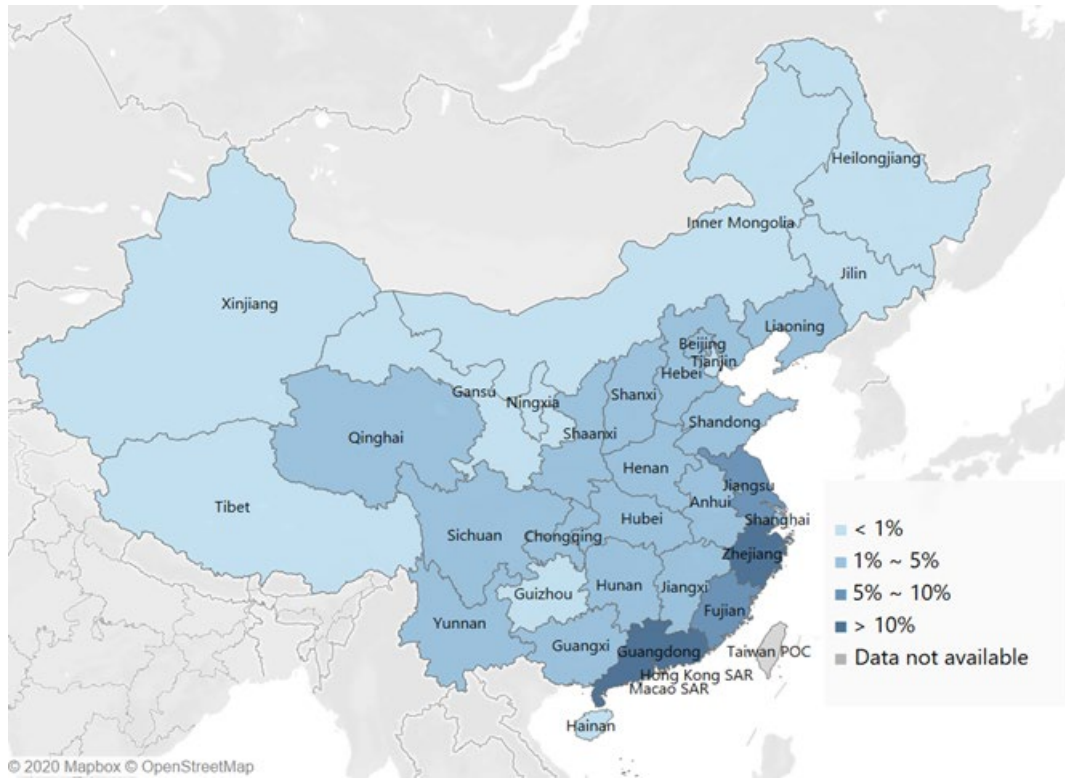 Heilongjiang
Inner Mongolia
Jilin
Xinjiang
Liaoning
Beijing
Tianjin
Hebei
Gansu
Ningxia
Shanxi
Shandong
Qinghai
Shaanxi
Henan
Jiangsu
Anhui
Tibet
Shanghai
Hubei
Sichuan
Chongqing
Zhejiang
Hunan
Jiangxi
Guizhou
Fujian
Yunnan
Guangxi
Guangdong
Taiwan POC
Hong Kong SAR
Macao SAR
Hainan
< 1%
1% ~ 5%
5% ~ 10%
> 10%
Data not available
© 2020 Mapbox © OpenStreetMap